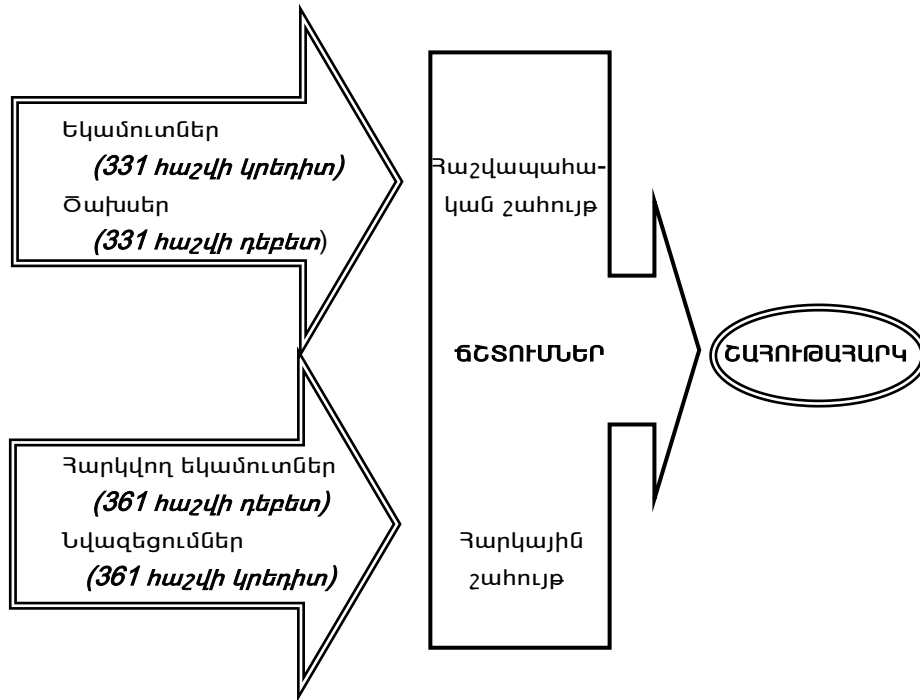 Եկամուտներ
(331 հաշվի կրեդիտ)
Ծախսեր
(331 հաշվի դեբետ)
Հաշվապահա-
կան շահույթ
ՃՇՏՈՒՄՆԵՐ
ՇԱՀՈՒԹԱՀԱՐԿ
Հարկվող եկամուտներ
(361 հաշվի դեբետ)
Նվազեցումներ
(361 հաշվի կրեդիտ)
Հարկային
շահույթ